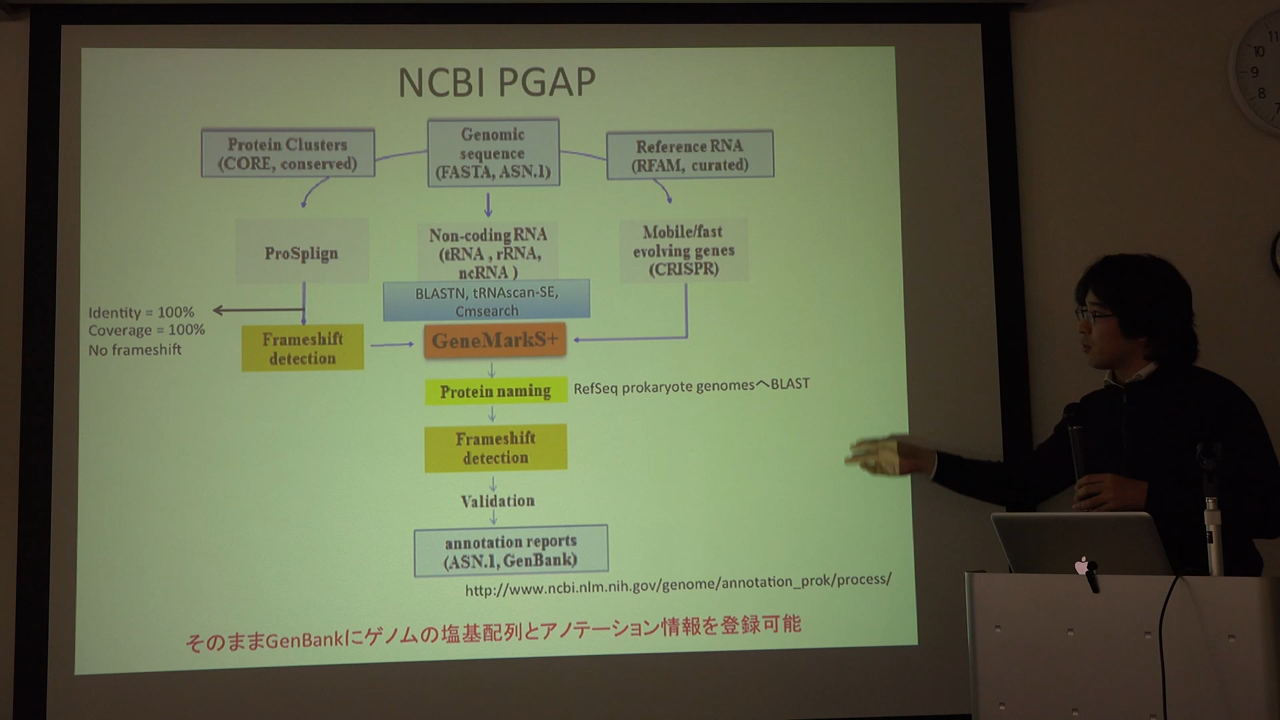 NCBI PGAP
Protein Clusters
(CORE, conserved)
Genomic
sequence
(FASTA, ASN.1)
Reference RNA
(RFAM, curated)
ProSplign
Non-coding RNA
(tRNA , rRNA,
ncRNA )
Mobile/fast
evolving genes
(CRISPR)
BLASTN, tRNAscan-SE,
Cmsearch
Identity = 100%
Coverage = 100%
No frameshift
Frameshift
detection
GeneMarkS+
Protein naming
RefSeq prokaryote genomesへBLAST
Frameshift
detection
Validation
annotation reports
(ASN.1, GenBank)
http://www.ncbi.nlm.nih.gov/genome/annotation_prok/process/
そのままGenBankにゲノムの塩基配列とアノテーション情報を登録可能
11
10
9
8